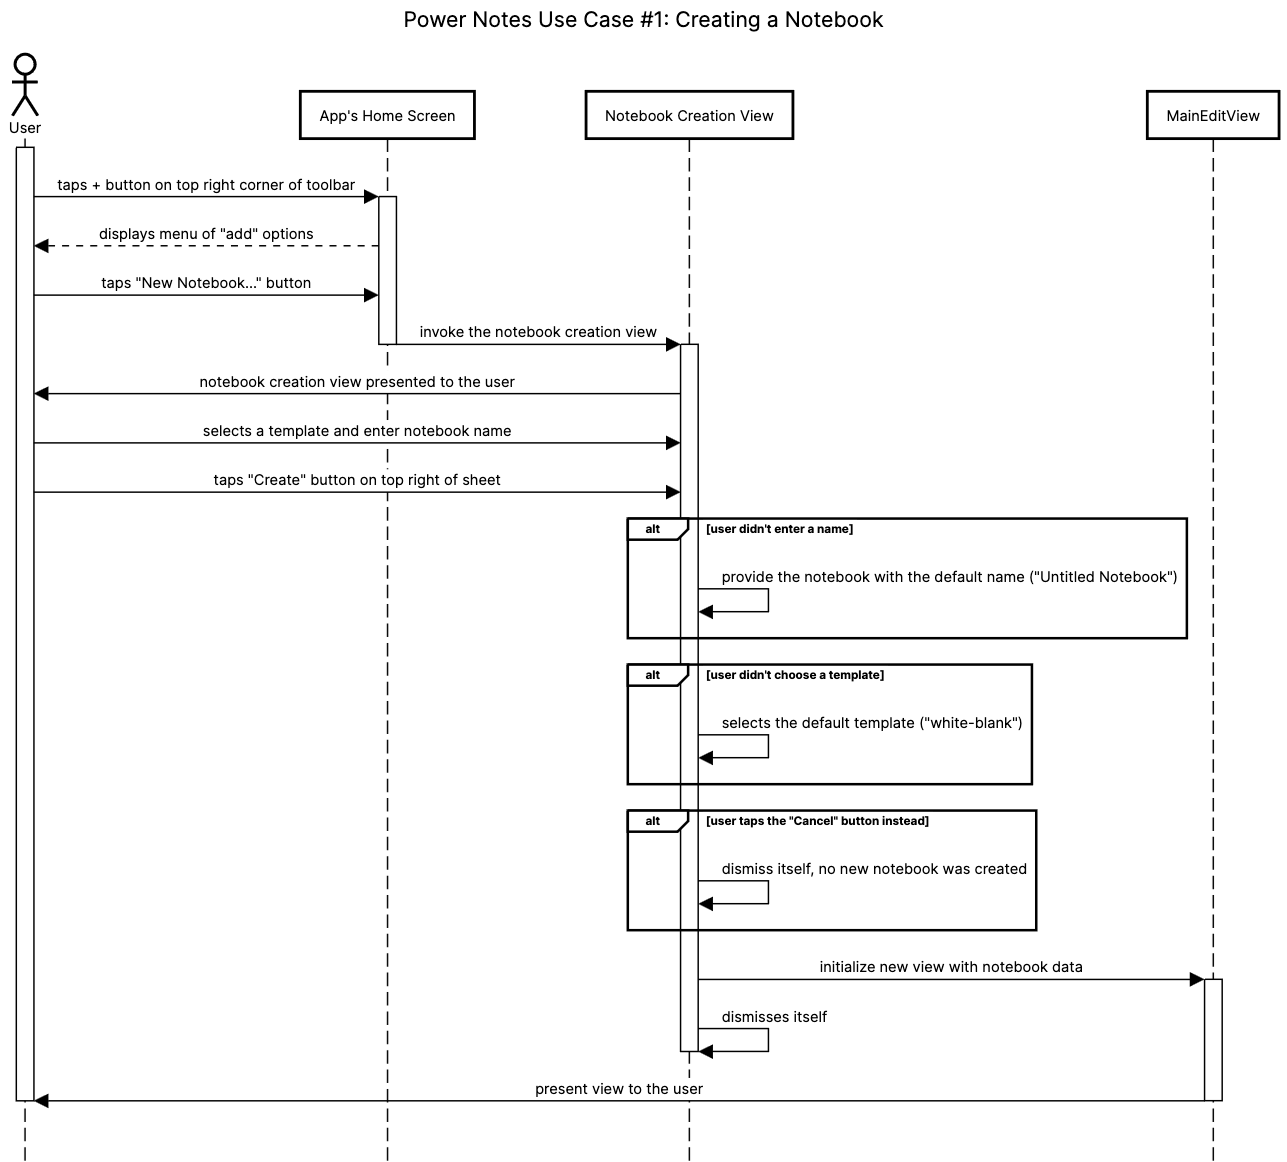 Power Notes Use Case #1: Creating a Notebook
User
App's Home Screen
Notebook Creation View
MainEditView
taps + button on top right corner of toolbar
displays menu of "add" options
taps "New Notebook..." button
invoke the notebook creation view
notebook creation view presented to the user
selects a template and enter notebook name
taps "Create" button on top right of sheet
alt
[user didn't enter a name]
provide the notebook with the default name ("Untitled Notebook")
alt
[user didn't choose a template]
selects the default template ("white-blank")
alt
[user taps the "Cancel" button instead]
dismiss itself, no new notebook was created
initialize new view with notebook data
dismisses itself
present view to the user